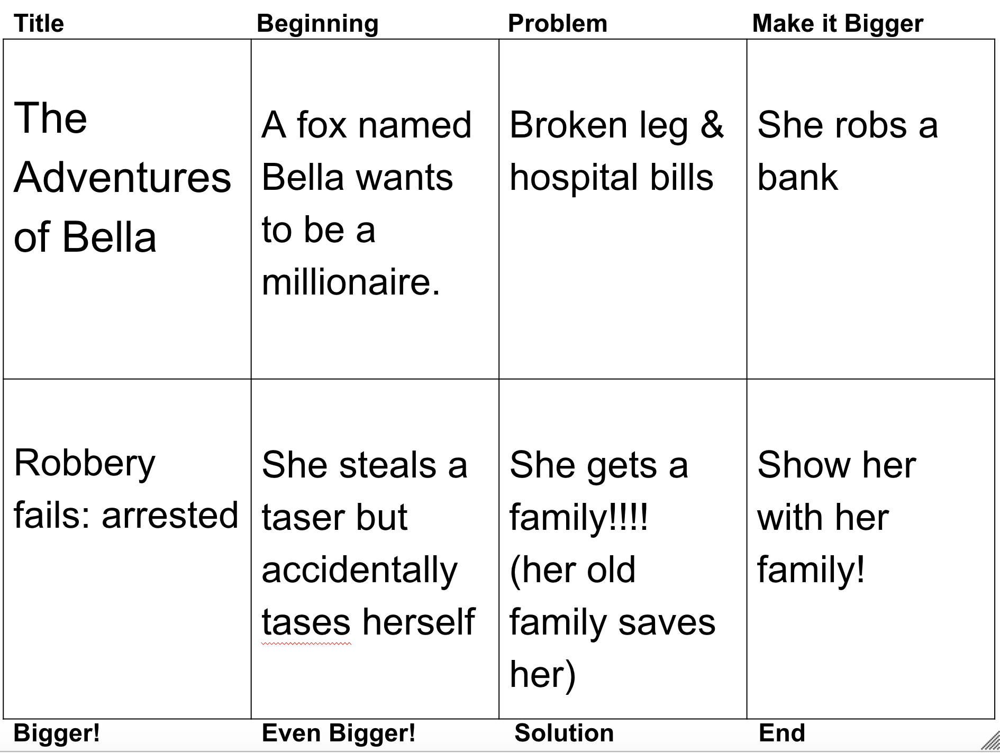 Title
Beginning
Problem
Make it Bigger
The
Adventures
of Bella
A fox named
Bella wants
to be a
millionaire.
Broken leg &
hospital bills
She robs a
bank
Robbery
fails: arrested
She steals a
taser but
accidentally
tases herself
She gets a
family!!!!
(her old
family saves
her)
Show her
with her
family!
Bigger!
Even Bigger!
Solution
End